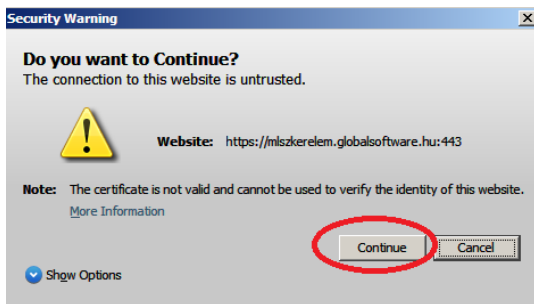 Security Warning
Do you want to Continue?
The connection to this website is untrusted.
Website: https://mlszkerelem.globalsoftware.hu:443
Note: The certificate is not valid and cannot be used to verify the identity of this website.
More Information
Continue Cancel
Show Options